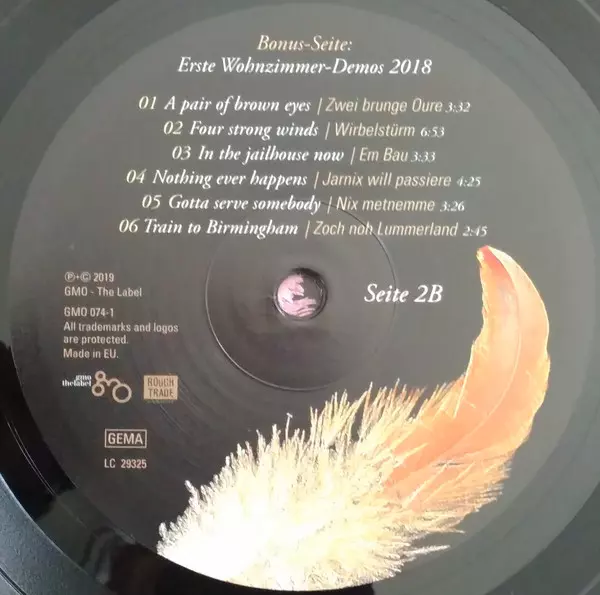 Bonus-Seite:
Erste Wohnzimmer-Demos 2018
01 A pair of brown eyes | Zwei brunge Oure 3:32
02 Four strong winds | Wirbelstürm 6:53
03 In the jailhouse now | Em Bau 3:33
04 Nothing ever happens | Jarnix will passiere 4:25
05 Gotta serve somebody | Nix metnemme 3:26
06 Train to Birmingham | Zoch noh Lummerland 2:45
Seite 2B
℗+© 2019
GMO - The Label
GMO 074-1
All trademarks and logos
are protected.
Made in EU.
gmo
thelabel
ROUGH
TRADE
GEMA
LC 29325